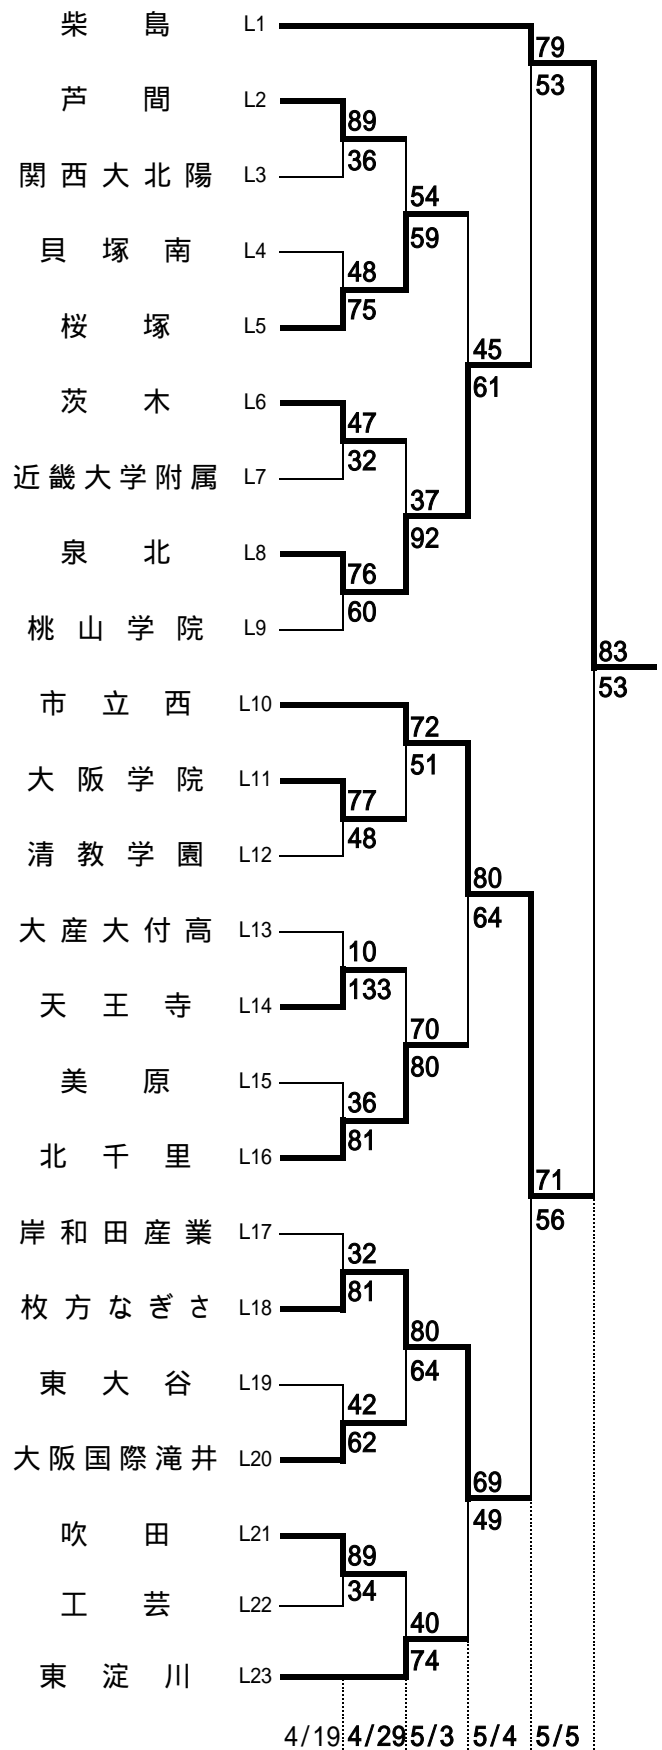 柴島 L1
79
53
芦間 L2
89
36
関西大北陽 L3
54
59
貝塚南 L4
48
75
桜塚 L5
45
61
茨木 L6
47
32
近畿大学附属 L7
37
92
泉北 L8
76
60
桃山学院 L9
83
53
市立西 L10
72
51
大阪学院 L11
77
48
清教学園 L12
80
64
大産大付高 L13
10
133
天王寺 L14
70
80
美原 L15
36
81
北千里 L16
71
56
岸和田産業 L17
32
81
枚方なぎさ L18
80
64
東大谷 L19
42
62
大阪国際滝井 L20
69
49
吹田 L21
89
34
工芸 L22
40
74
東淀川 L23
4/19 4/29 5/3 5/4 5/5